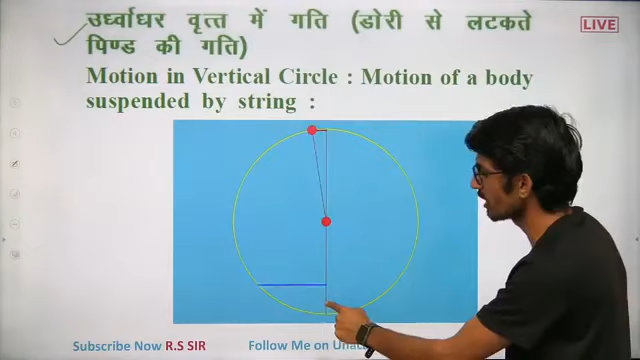 उर्ध्वाधर वृत्त में गति (डोरी से लटकते
पिण्ड की गति)
LIVE
Motion in Vertical Circle : Motion of a body
suspended by string :
Subscribe Now R.S SIR
Follow Me on